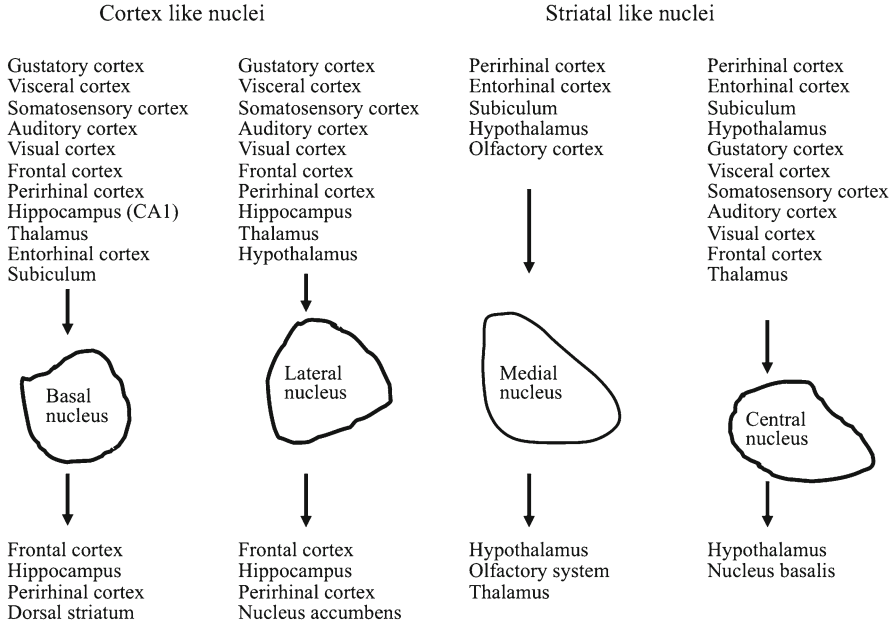 Cortex like nuclei
Striatal like nuclei
Gustatory cortex
Visceral cortex
Somatosensory cortex
Auditory cortex
Visual cortex
Frontal cortex
Perirhinal cortex
Hippocampus (CA1)
Thalamus
Entorhinal cortex
Subiculum
Basal
nucleus
Frontal cortex
Hippocampus
Perirhinal cortex
Dorsal striatum
Gustatory cortex
Visceral cortex
Somatosensory cortex
Auditory cortex
Visual cortex
Frontal cortex
Perirhinal cortex
Hippocampus
Thalamus
Hypothalamus
Lateral
nucleus
Frontal cortex
Hippocampus
Perirhinal cortex
Nucleus accumbens
Perirhinal cortex
Entorhinal cortex
Subiculum
Hypothalamus
Olfactory cortex
Medial
nucleus
Hypothalamus
Olfactory system
Thalamus
Perirhinal cortex
Entorhinal cortex
Subiculum
Hypothalamus
Gustatory cortex
Visceral cortex
Somatosensory cortex
Auditory cortex
Visual cortex
Frontal cortex
Thalamus
Central
nucleus
Hypothalamus
Nucleus basalis